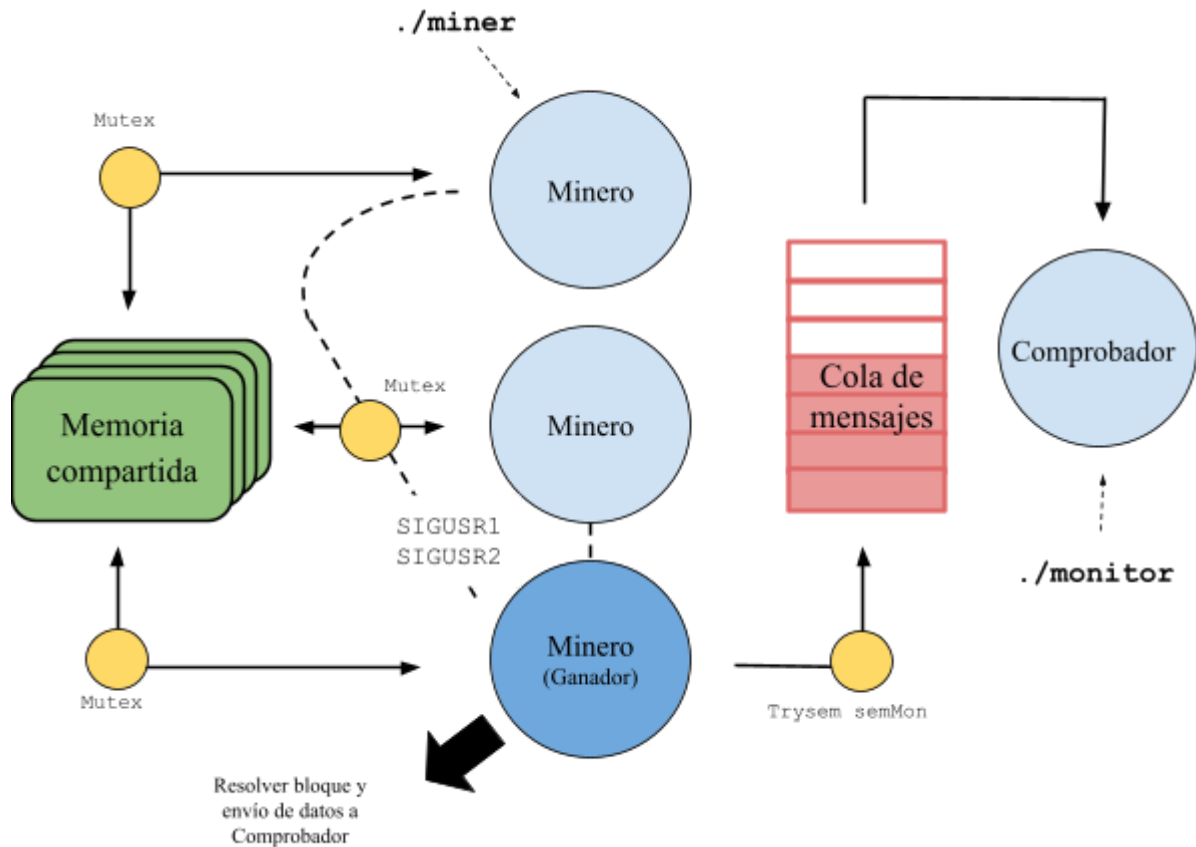 ./miner
Mutex
Minero
Mutex
Memoria
compartida
Minero
Cola de
mensajes
Comprobador
SIGUSR1
SIGUSR2
./monitor
Mutex
Minero
(Ganador)
Trysem semMon
Resolver bloque y
envío de datos a
Comprobador